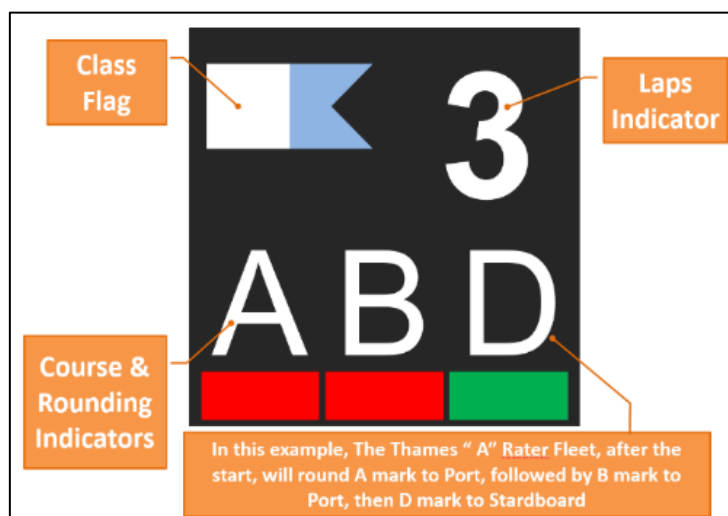 Class
Flag
3
Laps
Indicator
A B D
Course &
Rounding
Indicators
In this example, The Thames “ A” Rater Fleet, after the
start, will round A mark to Port, followed by B mark to
Port, then D mark to Stardboard